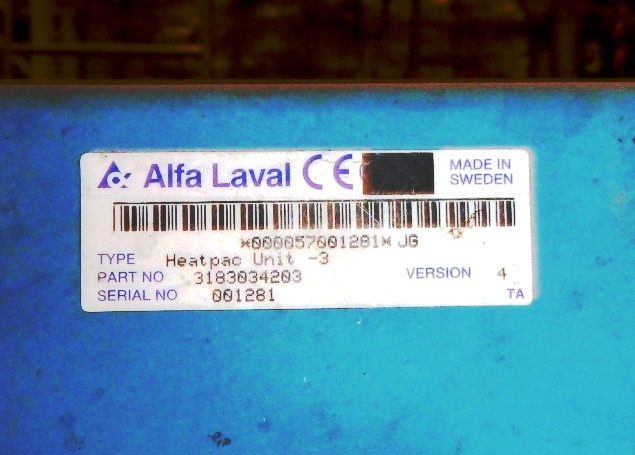 Alfa Laval CE MADE IN
SWEDEN
*000057001281* JG
TYPE Heatpac Unit -3
PART NO 3183034203 VERSION 4
SERIAL NO 001281 TA